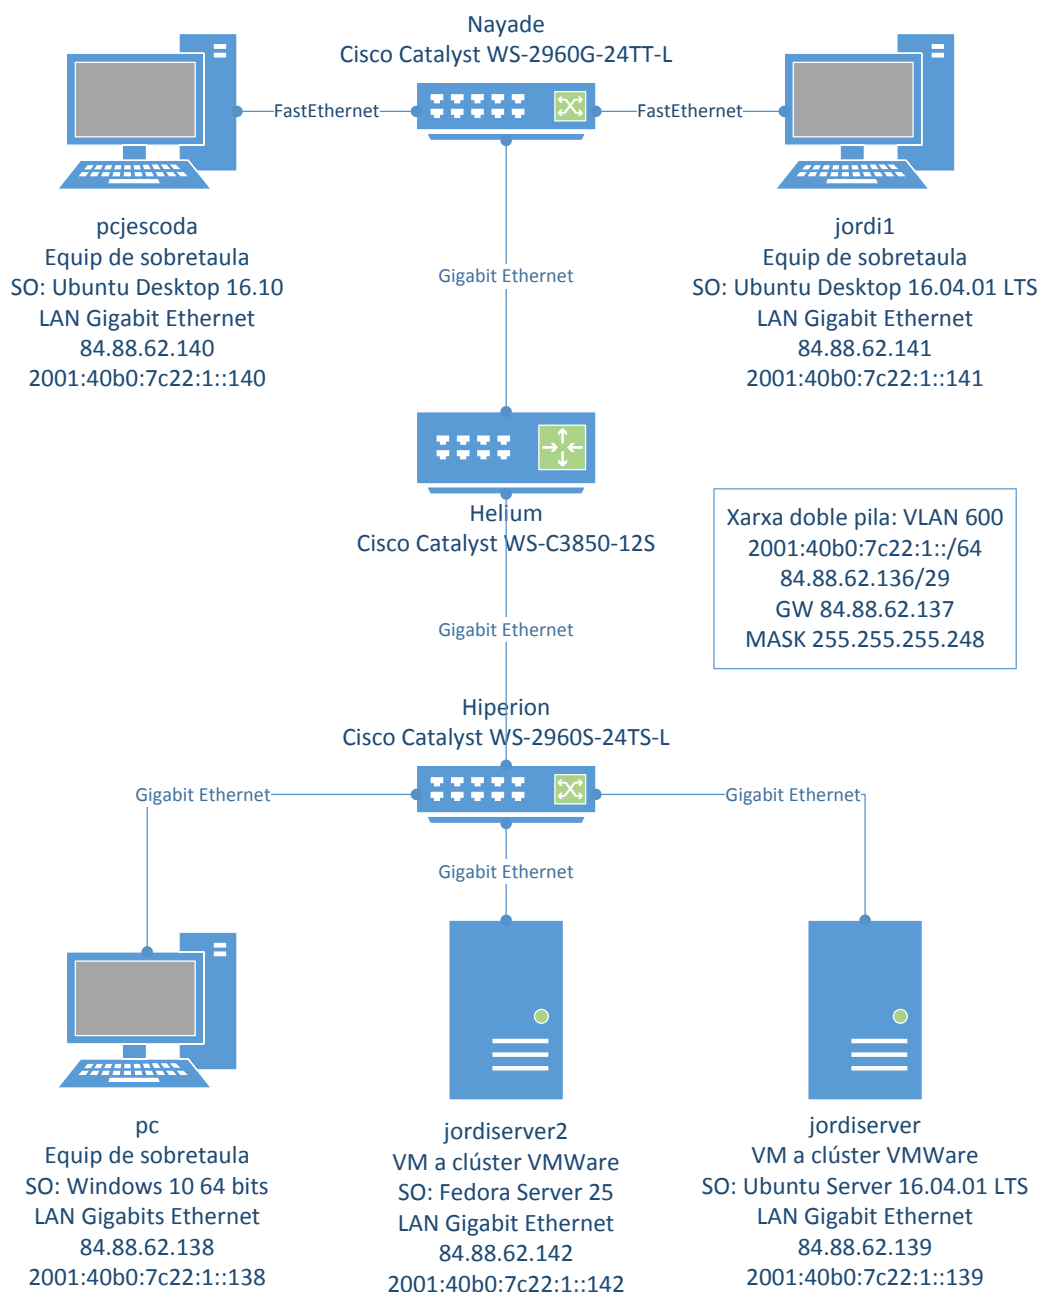 Nayade
Cisco Catalyst WS-2960G-24TT-L
FastEthernet
FastEthernet
pcjescoda
Equip de sobretaula
SO: Ubuntu Desktop 16.10
LAN Gigabit Ethernet
84.88.62.140
2001:40b0:7c22:1::140
jordi1
Equip de sobretaula
SO: Ubuntu Desktop 16.04.01 LTS
LAN Gigabit Ethernet
84.88.62.141
2001:40b0:7c22:1::141
Gigabit Ethernet
Helium
Cisco Catalyst WS-C3850-12S
Xarxa doble pila: VLAN 600
2001:40b0:7c22:1::/64
84.88.62.136/29
GW 84.88.62.137
MASK 255.255.255.248
Gigabit Ethernet
Hiperion
Cisco Catalyst WS-2960S-24TS-L
Gigabit Ethernet
Gigabit Ethernet
Gigabit Ethernet
pc
Equip de sobretaula
SO: Windows 10 64 bits
LAN Gigabits Ethernet
84.88.62.138
2001:40b0:7c22:1::138
jordiserver2
VM a clúster VMWare
SO: Fedora Server 25
LAN Gigabit Ethernet
84.88.62.142
2001:40b0:7c22:1::142
jordiserver
VM a clúster VMWare
SO: Ubuntu Server 16.04.01 LTS
LAN Gigabit Ethernet
84.88.62.139
2001:40b0:7c22:1::139